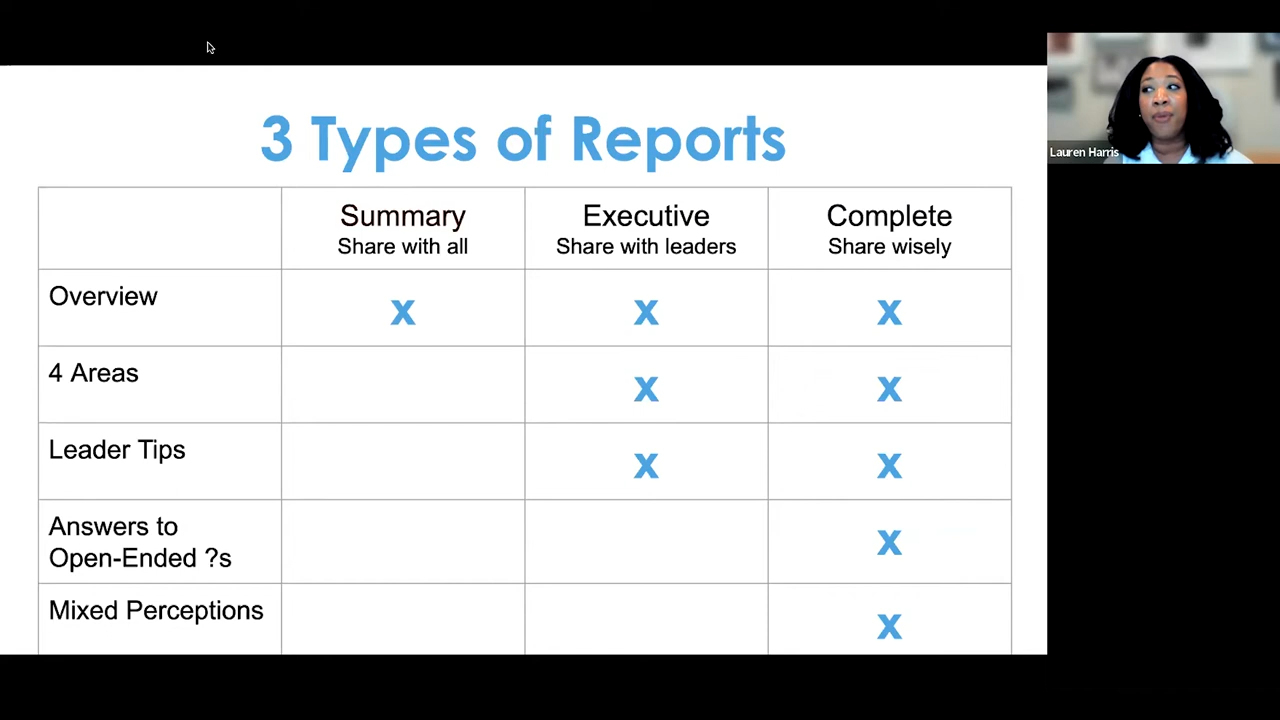 3 Types of Reports
Lauren Harris
Summary Executive Complete
Share with all Share with leaders Share wisely
Overview x x x
4 Areas x x
Leader Tips x x
Answers to
Open-Ended ?s x
Mixed Perceptions x